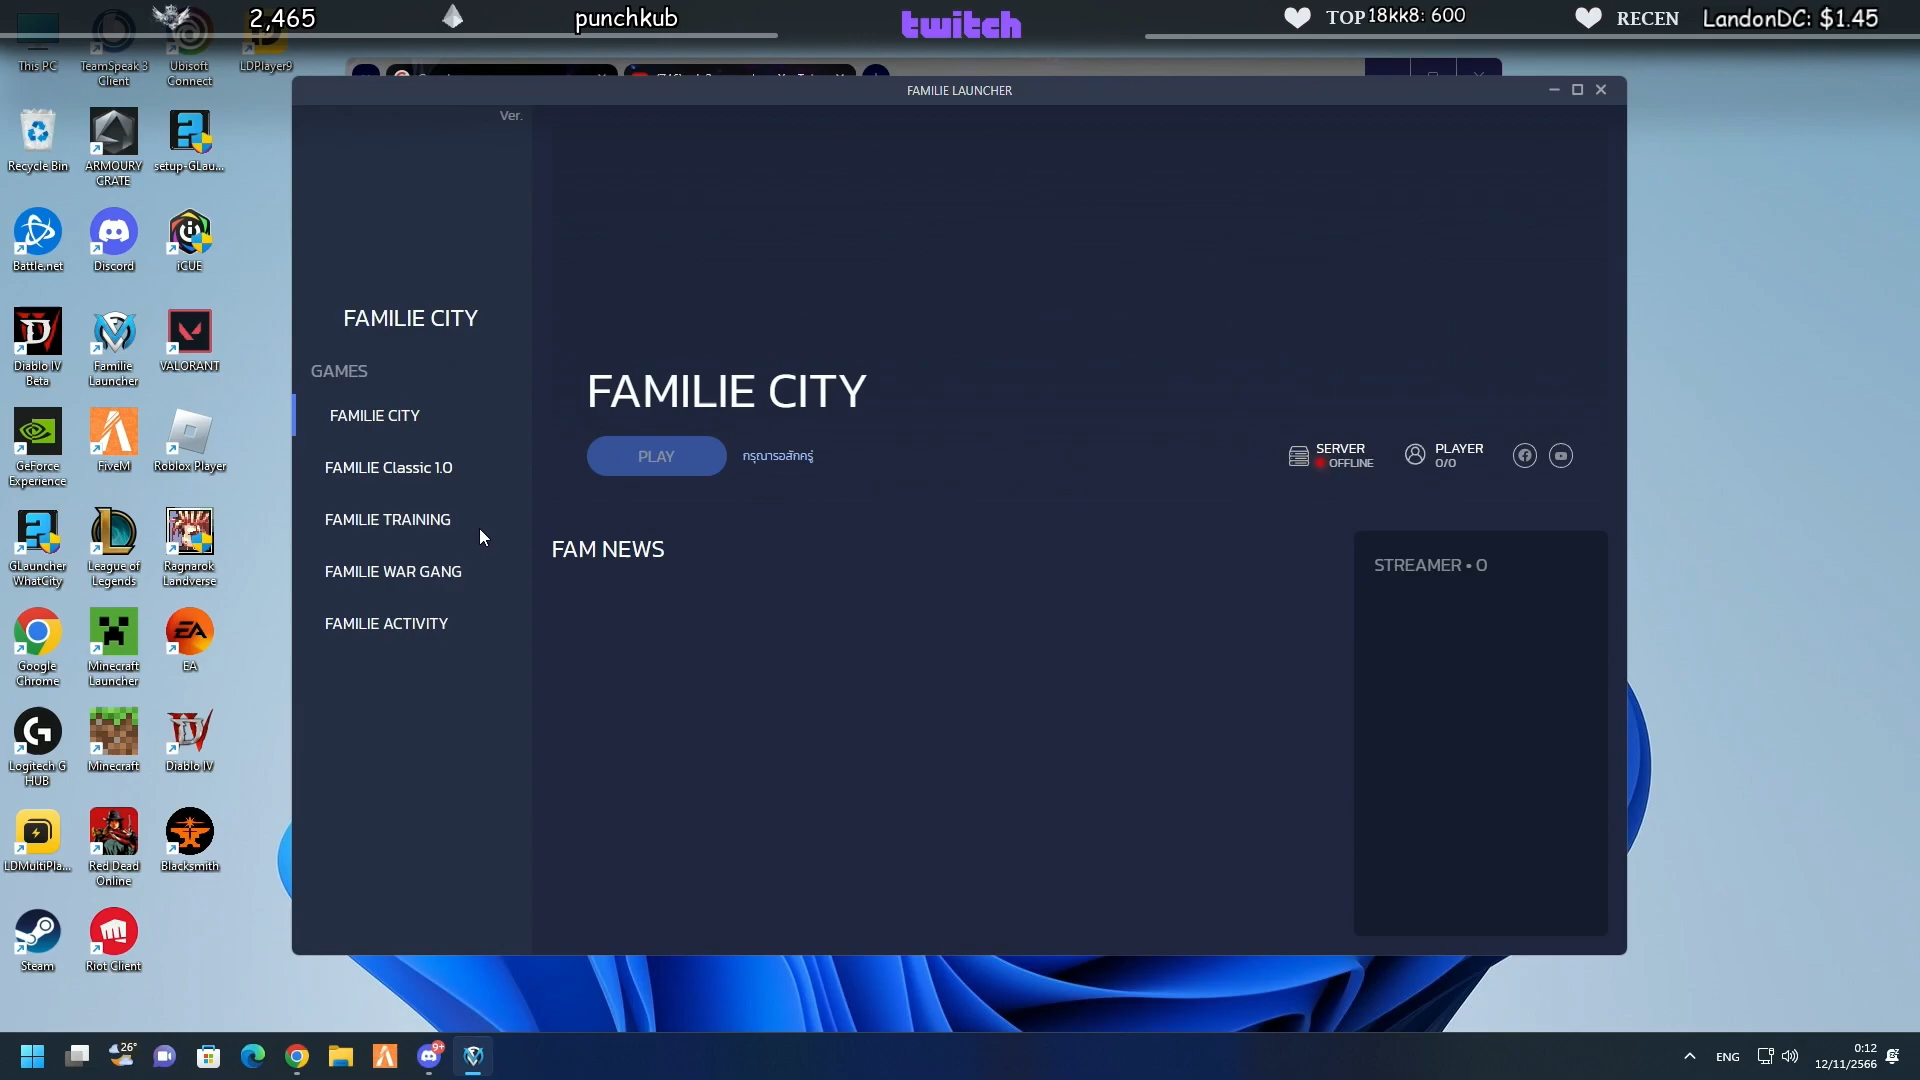 2,465
punchkub
twitch
TOP 18kk8: 600
RECEN LandonDC: $1.45
This PC
TeamSpeak 3 Client
Ubisoft Connect
LDPlayer9
FAMILIE LAUNCHER
Ver.
Recycle Bin
ARMOURY CRATE
setup-GLau...
Battle.net
Discord
iCUE
Diablo IV Beta
Familie Launcher
VALORANT
GeForce Experience
FiveM
Roblox Player
GLauncher WhatCity
League of Legends
Ragnarok Landverse
Google Chrome
Minecraft Launcher
EA
Logitech G HUB
Minecraft
Diablo IV
LDMultiPla...
Red Dead Online
Blacksmith
Steam
Riot Client
FAMILIE CITY
GAMES
FAMILIE CITY
FAMILIE Classic 1.0
FAMILIE TRAINING
FAMILIE WAR GANG
FAMILIE ACTIVITY
FAMILIE CITY
PLAY
กรุณารอสักครู่
SERVER
OFFLINE
PLAYER
0/0
FAM NEWS
STREAMER • 0
26°
9+
ENG
0:12
12/11/2566